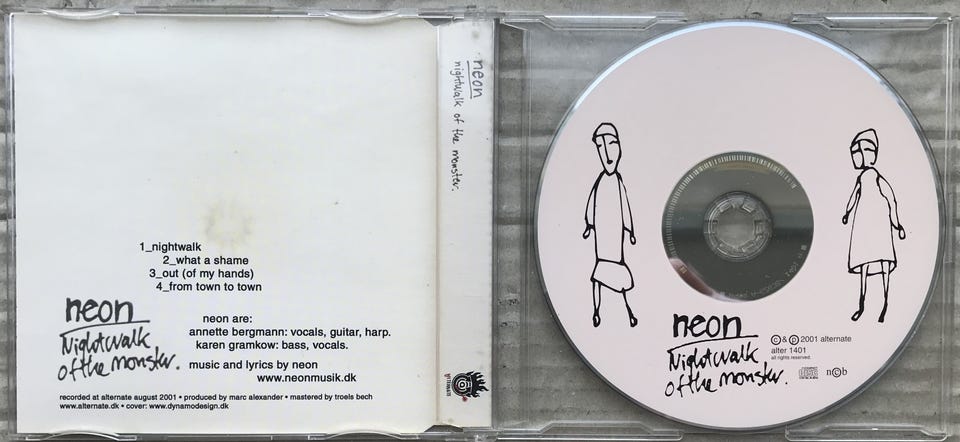 1_nightwalk
2_what a shame
3_out (of my hands)
4_from town to town
neon
Nightwalk
of the monster.
neon are:
annette bergmann: vocals, guitar, harp.
karen gramkow: bass, vocals.
music and lyrics by neon
www.neonmusik.dk
recorded at alternate august 2001 • produced by marc alexander • mastered by troels bech
www.alternate.dk • cover: www.dynamodesign.dk
neon
nightwalk of the monster.
neon
Nightwalk
of the monster.
©&℗2001 alternate
alter 1401
all rights reserved.
n©b